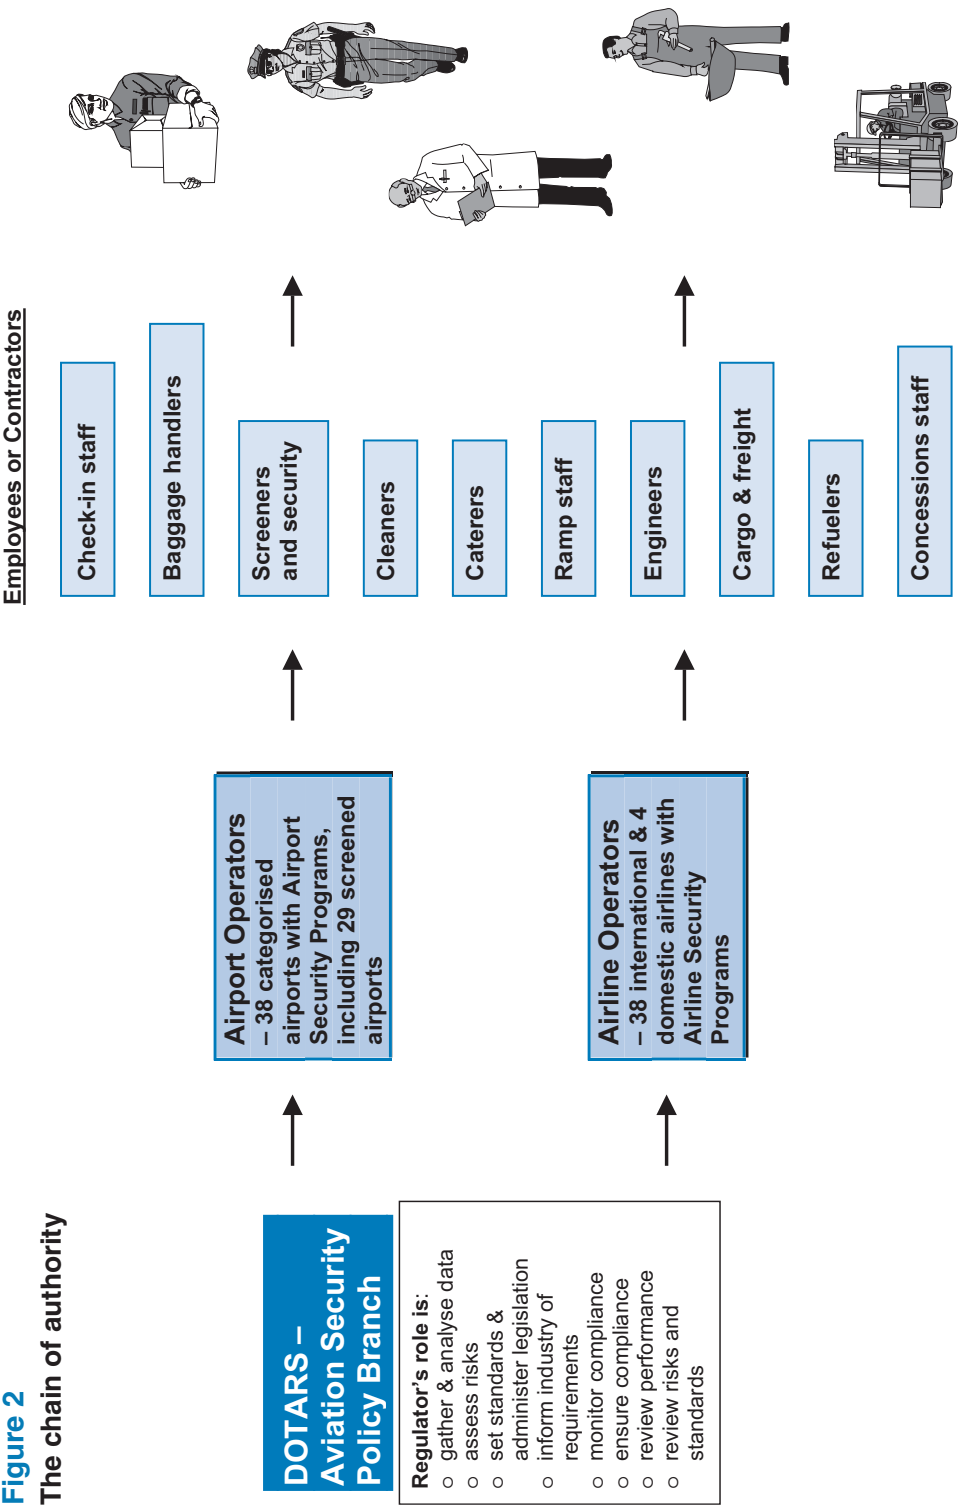 Figure 2
The chain of authority
DOTARS –
Aviation Security
Policy Branch
Regulator's role is:
○ gather & analyse data
○ assess risks
○ set standards &
administer legislation
○ inform industry of
requirements
○ monitor compliance
○ ensure compliance
○ review performance
○ review risks and
standards
Airport Operators
– 38 categorised
airports with Airport
Security Programs,
including 29 screened
airports
Airline Operators
– 38 international & 4
domestic airlines with
Airline Security
Programs
Employees or Contractors
Check-in staff
Baggage handlers
Screeners
and security
Cleaners
Caterers
Ramp staff
Engineers
Cargo & freight
Refuelers
Concessions staff